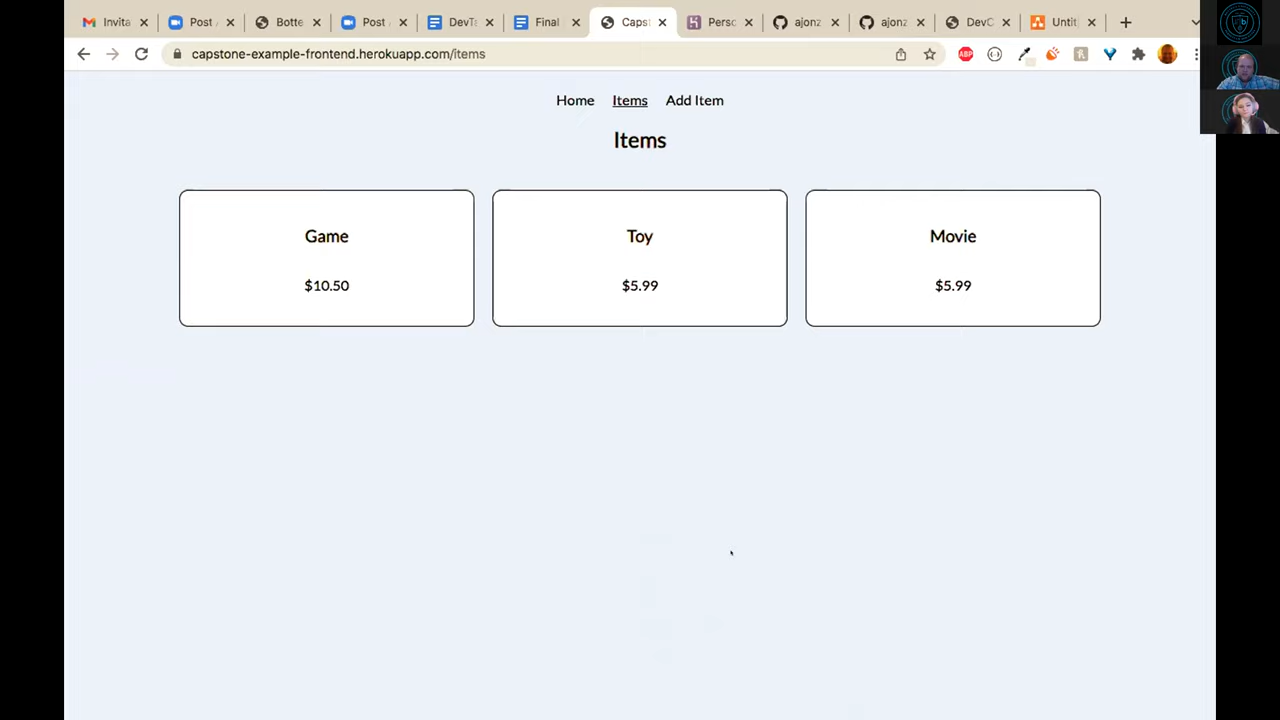 Invita Post Botte Post DevTa Final Caps Perso ajonz ajonz DevC Untit
capstone-example-frontend.herokuapp.com/items
Home Items Add Item
Items
Game Toy Movie
$10.50 $5.99 $5.99